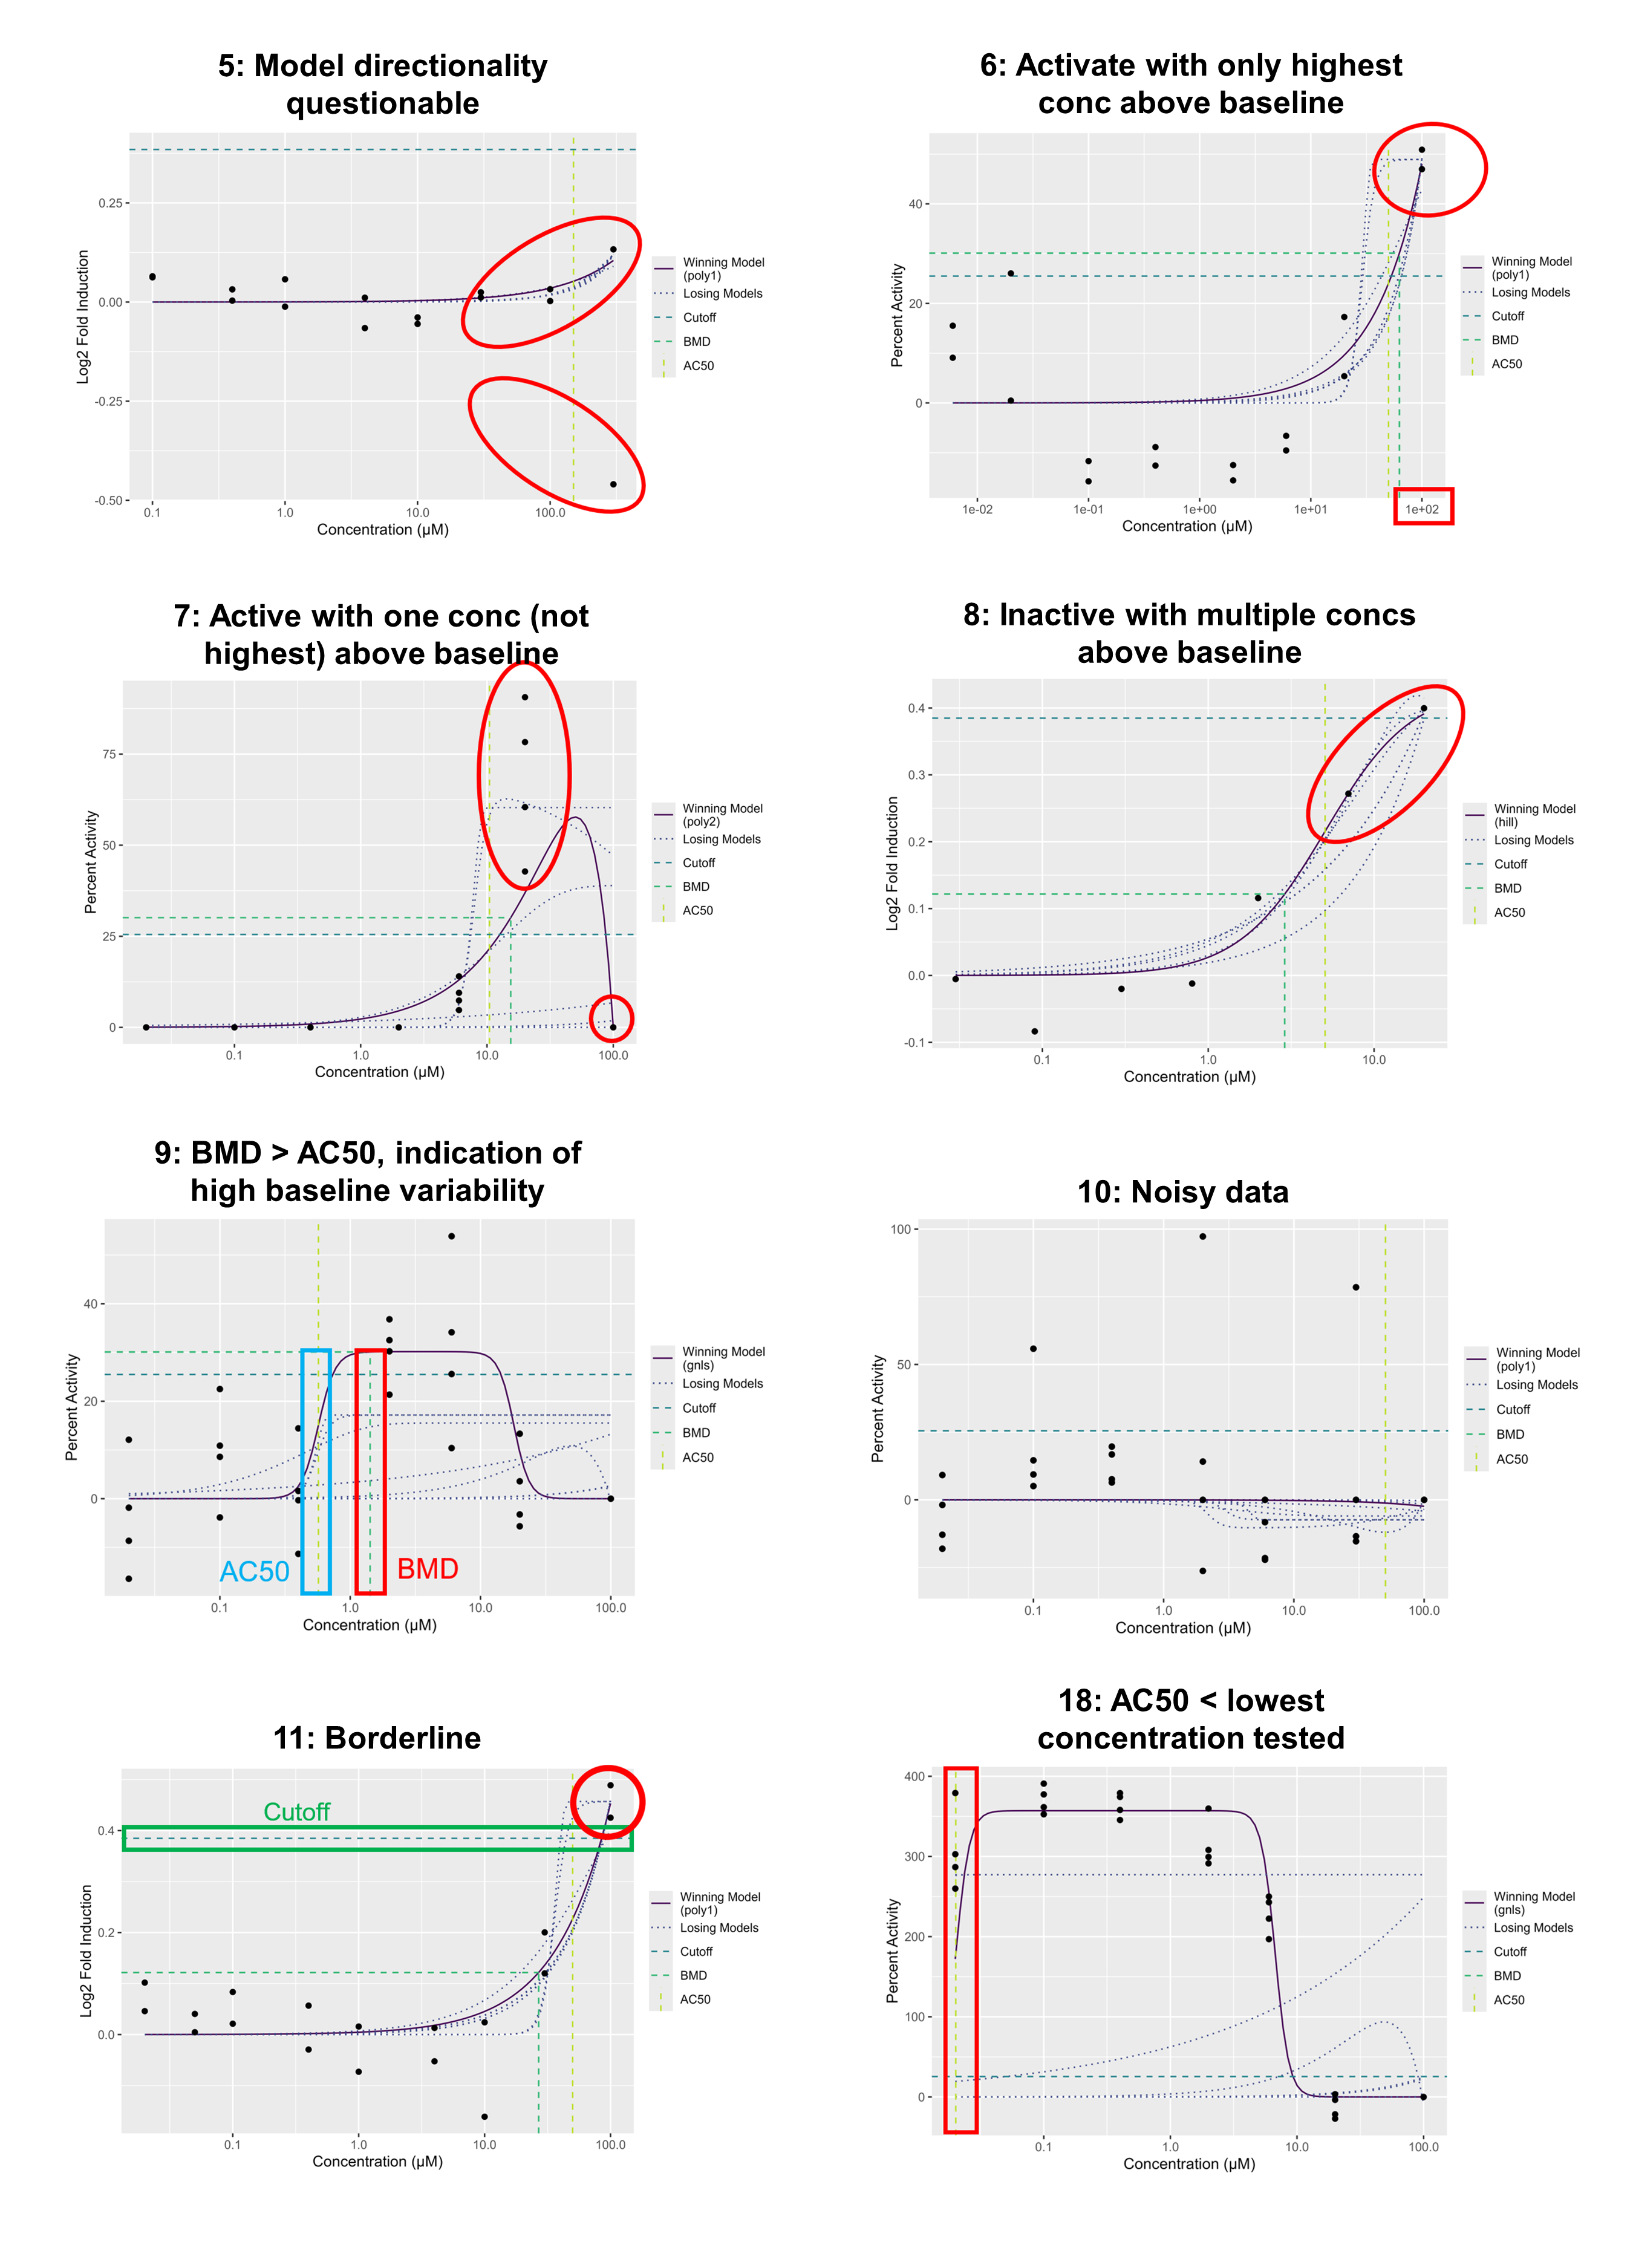 5: Model directionality
questionable
0.25
0.00
-0.25
-0.50
0.1
1.0
10.0
100.0
Log2 Fold Induction
Concentration (μM)
Winning Model
(poly1)
Losing Models
Cutoff
BMD
AC50
6: Activate with only highest
conc above baseline
40
20
0
1e-02
1e-01
1e+00
1e+01
1e+02
Percent Activity
Concentration (μM)
Winning Model
(poly1)
Losing Models
Cutoff
BMD
AC50
7: Active with one conc (not
highest) above baseline
75
50
25
0
0.1
1.0
10.0
100.0
Percent Activity
Concentration (μM)
Winning Model
(poly2)
Losing Models
Cutoff
BMD
AC50
8: Inactive with multiple concs
above baseline
0.4
0.3
0.2
0.1
0.0
-0.1
0.1
1.0
10.0
Log2 Fold Induction
Concentration (μM)
Winning Model
(hill)
Losing Models
Cutoff
BMD
AC50
9: BMD > AC50, indication of
high baseline variability
40
20
0
0.1
1.0
10.0
100.0
Percent Activity
Concentration (μM)
AC50
BMD
Winning Model
(gnls)
Losing Models
Cutoff
BMD
AC50
10: Noisy data
100
50
0
0.1
1.0
10.0
100.0
Percent Activity
Concentration (μM)
Winning Model
(poly1)
Losing Models
Cutoff
BMD
AC50
11: Borderline
Cutoff
0.4
0.2
0.0
0.1
1.0
10.0
100.0
Log2 Fold Induction
Concentration (μM)
Winning Model
(poly1)
Losing Models
Cutoff
BMD
AC50
18: AC50 < lowest
concentration tested
400
300
200
100
0
0.1
1.0
10.0
100.0
Percent Activity
Concentration (μM)
Winning Model
(gnls)
Losing Models
Cutoff
BMD
AC50